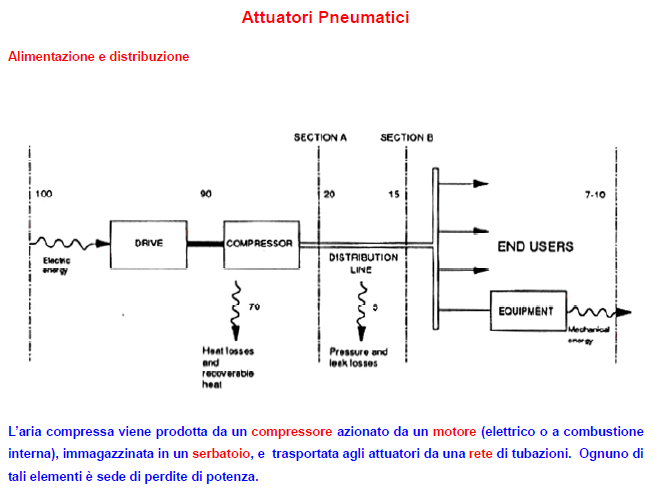 Attuatori Pneumatici
Alimentazione e distribuzione
SECTION A
SECTION B
100
90
20
15
7-10
DRIVE
COMPRESSOR
END USERS
Electric
energy
DISTRIBUTION
LINE
70
5
EQUIPMENT
Mechanical
energy
Heat losses
and
recoverable
heat
Pressure and
leak losses
L’aria compressa viene prodotta da un compressore azionato da un motore (elettrico o a combustione
interna), immagazzinata in un serbatoio, e trasportata agli attuatori da una rete di tubazioni. Ognuno di
tali elementi è sede di perdite di potenza.